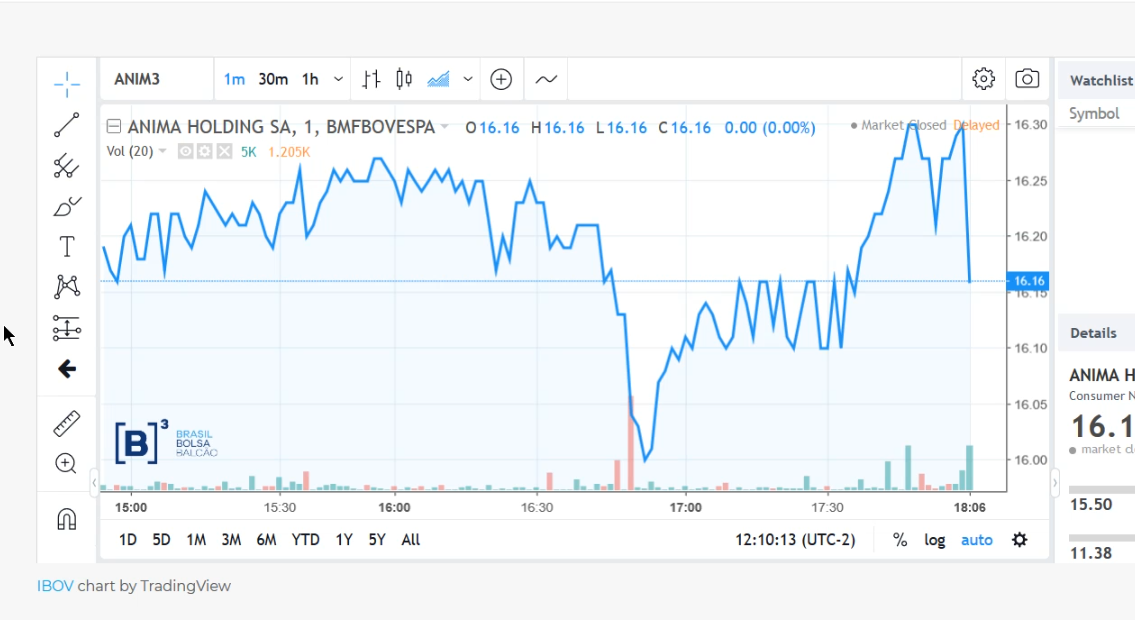 ANIM3 1m 30m 1h
Watchlist
ANIMA HOLDING SA, 1, BMFBOVESPA O16.16 H16.16 L16.16 C16.16 0.00 (0.00%)
Market Closed Delayed
Symbol
Vol (20) 5K 1.205K
16.30
16.25
16.20
16.16
16.15
16.10
16.05
16.00
Details
ANIMA H
Consumer N
16.1
market cl
15.50
11.38
[B]3 BRASIL
BOLSA
BALCÃO
15:00 15:30 16:00 16:30 17:00 17:30 18:06
1D 5D 1M 3M 6M YTD 1Y 5Y All 12:10:13 (UTC-2) % log auto
IBOV chart by TradingView